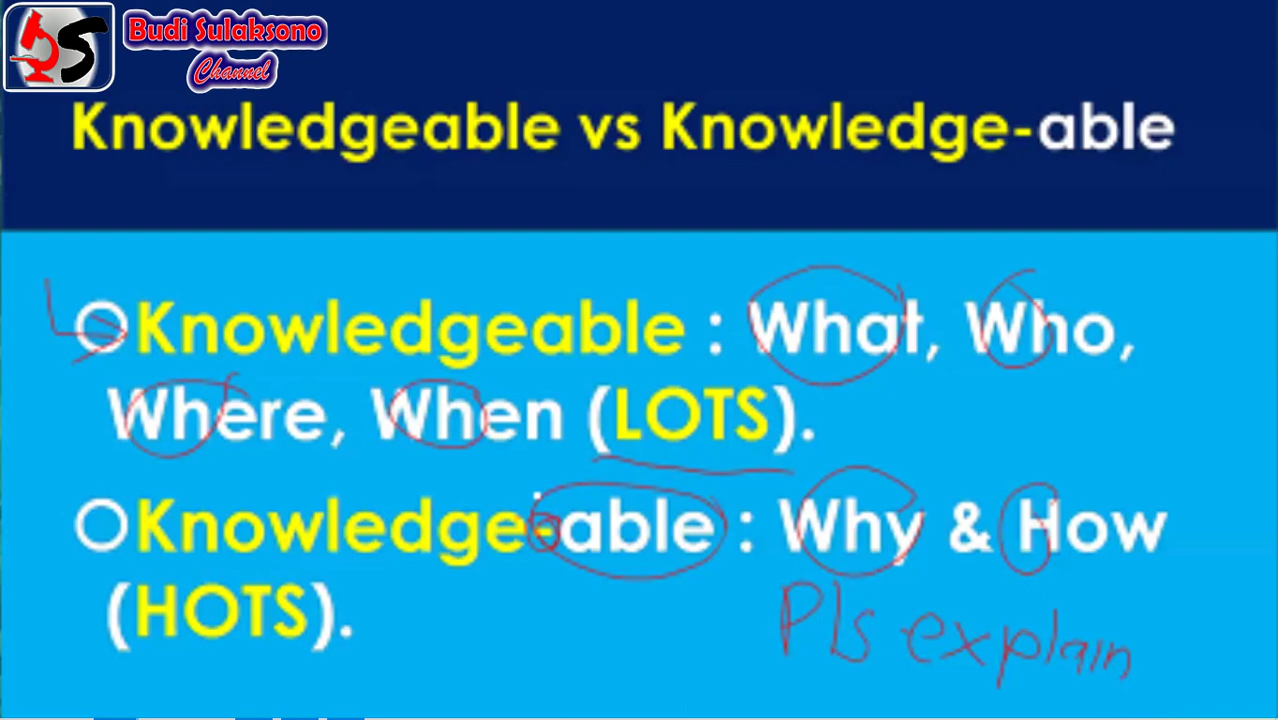 S
Budi Sulaksono
Channel
Knowledgeable vs Knowledge-able
Knowledgeable : What, Who,
Where, When (LOTS).
Knowledge-able : Why & How
(HOTS).
Pls explain